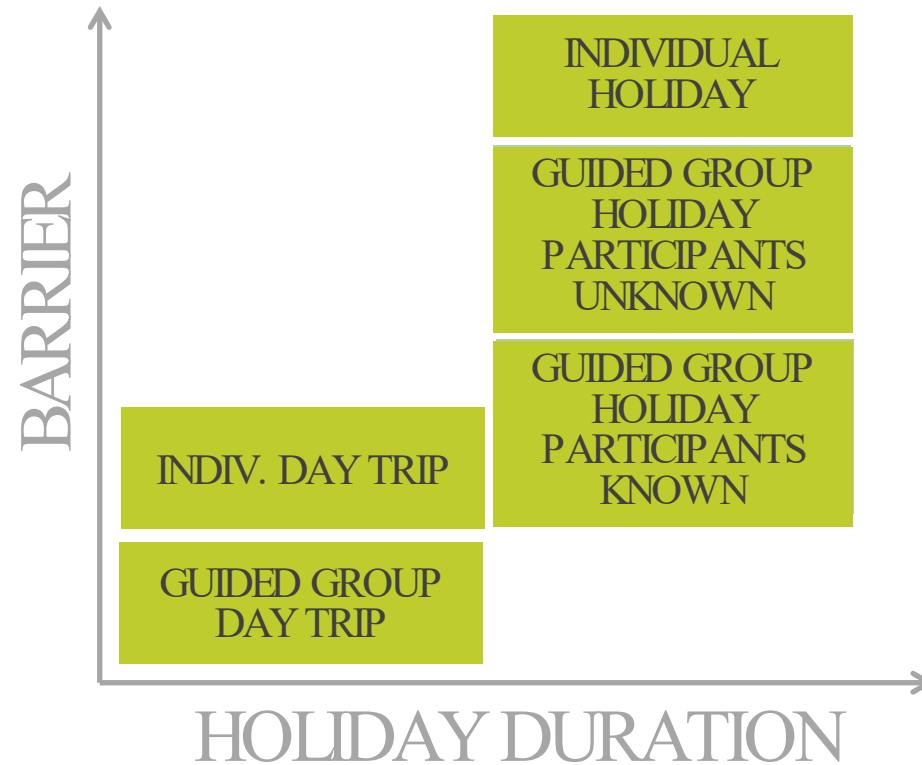 INDIVIDUAL
HOLIDAY
GUIDED GROUP
HOLIDAY
PARTICIPANTS
UNKNOWN
GUIDED GROUP
HOLIDAY
PARTICIPANTS
KNOWN
INDIV. DAY TRIP
GUIDED GROUP
DAY TRIP
BARRIER
HOLIDAY DURATION